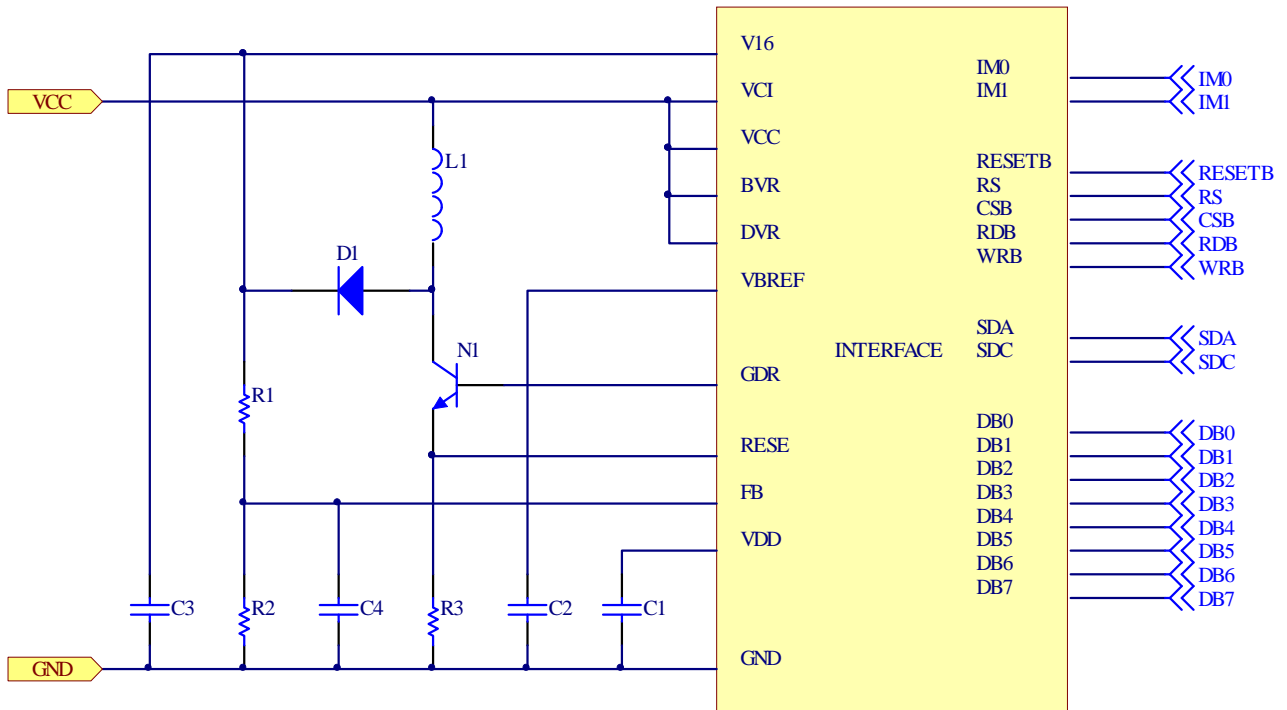 V16
IM0
IM0
VCC
VCI
IM1
IM1
VCC
L1
RESETB
RESETB
BVR
RS
RS
CSB
CSB
DVR
RDB
RDB
D1
WRB
WRB
VBREF
SDA
SDA
N1
INTERFACE
SDC
SDC
GDR
R1
DB0
DB0
RESE
DB1
DB1
DB2
DB2
FB
DB3
DB3
DB4
DB4
VDD
DB5
DB5
DB6
DB6
C3
R2
C4
R3
C2
C1
DB7
DB7
GND
GND